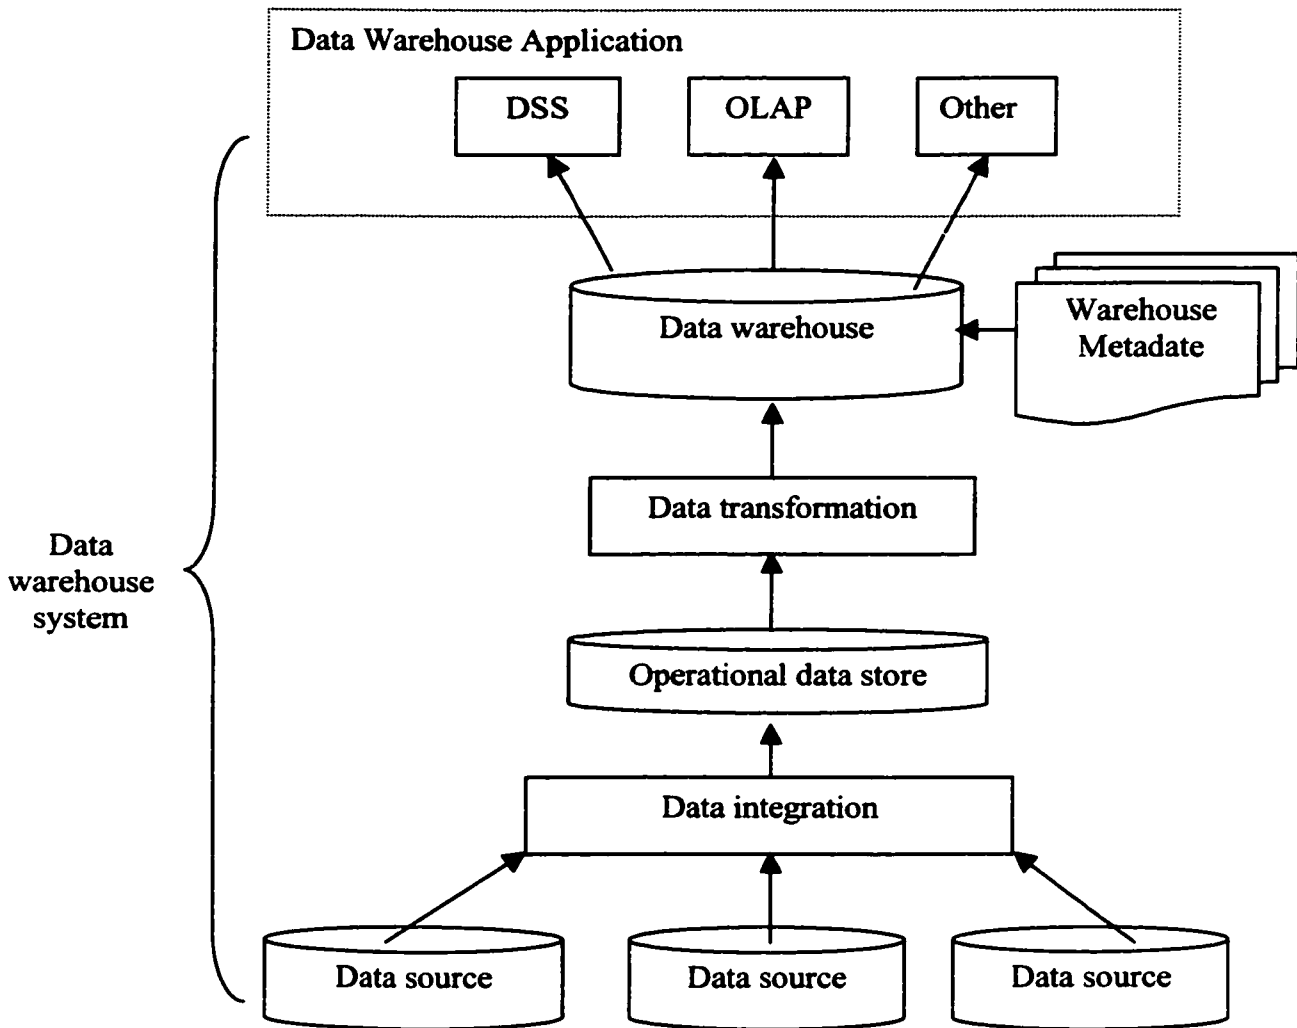 Data Warehouse Application
DSS
OLAP
Other
Data warehouse
Warehouse
Metadate
Data transformation
Data
warehouse
system
Operational data store
Data integration
Data source
Data source
Data source